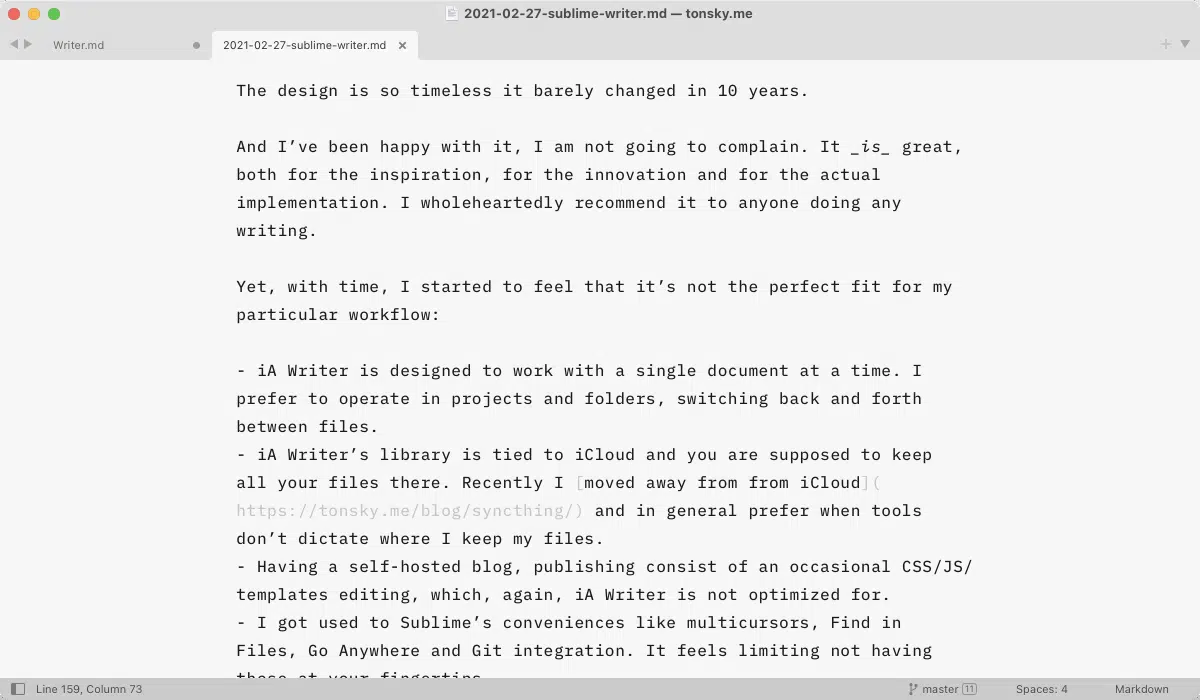 2021-02-27-sublime-writer.md — tonsky.me
Writer.md
2021-02-27-sublime-writer.md
The design is so timeless it barely changed in 10 years.
And I’ve been happy with it, I am not going to complain. It _is_ great,
both for the inspiration, for the innovation and for the actual
implementation. I wholeheartedly recommend it to anyone doing any
writing.
Yet, with time, I started to feel that it’s not the perfect fit for my
particular workflow:
- iA Writer is designed to work with a single document at a time. I
prefer to operate in projects and folders, switching back and forth
between files.
- iA Writer’s library is tied to iCloud and you are supposed to keep
all your files there. Recently I [moved away from from iCloud](
https://tonsky.me/blog/syncthing/) and in general prefer when tools
don’t dictate where I keep my files.
- Having a self-hosted blog, publishing consist of an occasional CSS/JS/
templates editing, which, again, iA Writer is not optimized for.
- I got used to Sublime’s conveniences like multicursors, Find in
Files, Go Anywhere and Git integration. It feels limiting not having
these at your fingertips
Line 159, Column 73
master 11
Spaces: 4
Markdown